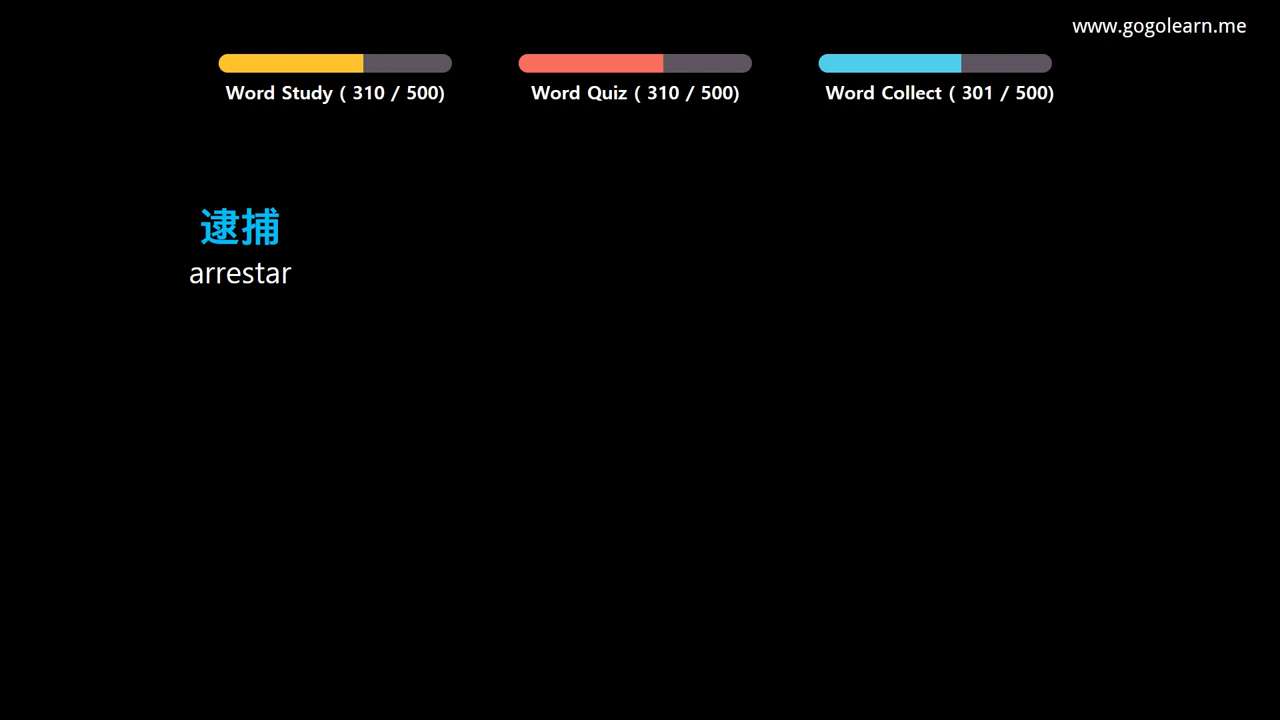 www.gogolearn.me
Word Study ( 310 / 500)
Word Quiz ( 310 / 500)
Word Collect ( 301 / 500)
逮捕
arrestar